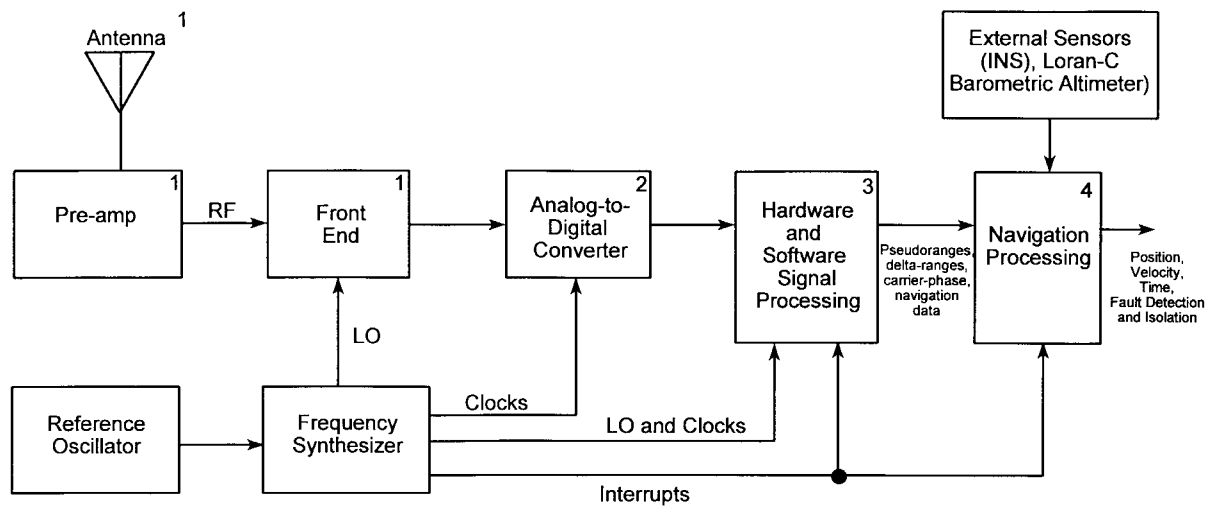 1
Antenna
External Sensors
(INS), Loran-C
Barometric Altimeter)
1
Pre-amp
RF
1
Front
End
2
Analog-to-
Digital
Converter
3
Hardware
and
Software
Signal
Processing
Pseudoranges,
delta-ranges,
carrier-phase,
navigation
data
4
Navigation
Processing
Position,
Velocity,
Time,
Fault Detection
and Isolation
LO
Reference
Oscillator
Frequency
Synthesizer
Clocks
LO and Clocks
Interrupts